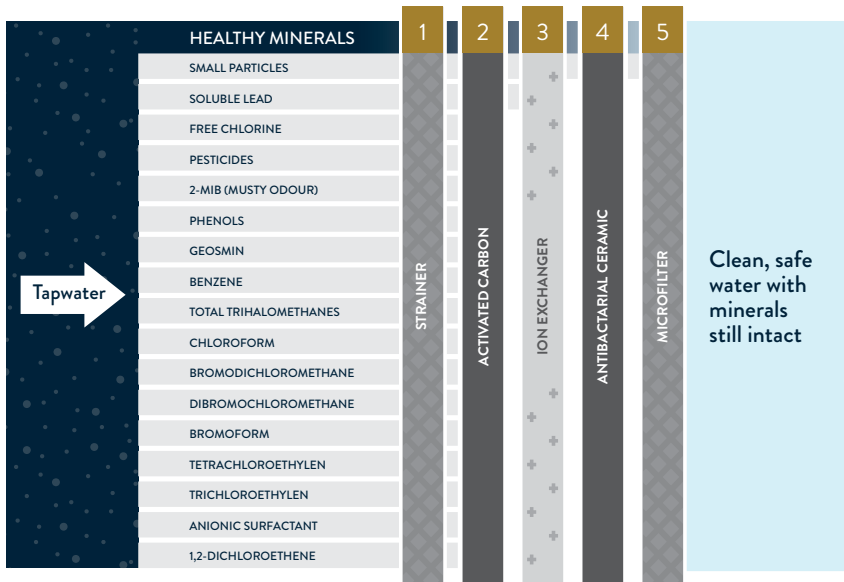 HEALTHY MINERALS
1
2
3
4
5
SMALL PARTICLES
SOLUBLE LEAD
FREE CHLORINE
PESTICIDES
2-MIB (MUSTY ODOUR)
PHENOLS
GEOSMIN
BENZENE
TOTAL TRIHALOMETHANES
CHLOROFORM
BROMODICHLOROMETHANE
DIBROMOCHLOROMETHANE
BROMOFORM
TETRACHLOROETHYLEN
TRICHLOROETHYLEN
ANIONIC SURFACTANT
1,2-DICHLOROETHENE
Tapwater
STRAINER
ACTIVATED CARBON
ION EXCHANGER
ANTIBACTARIAL CERAMIC
MICROFILTER
Clean, safe
water with
minerals
still intact